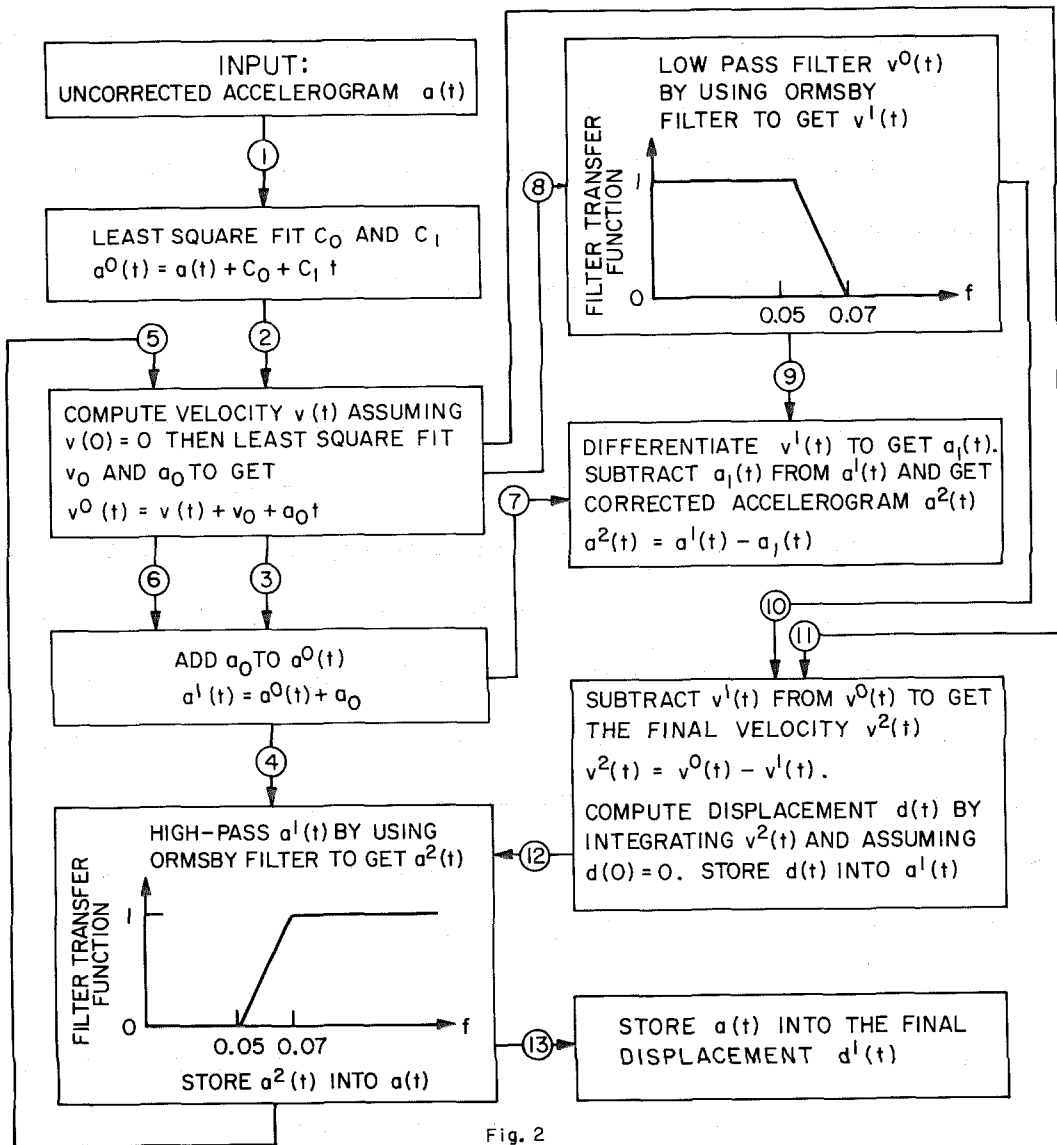 INPUT:
UNCORRECTED ACCELEROGRAM a(t)
1
LEAST SQUARE FIT C₀ AND C₁
a⁰(t) = a(t) + C₀ + C₁ t
5
2
COMPUTE VELOCITY v(t) ASSUMING
v(0) = 0 THEN LEAST SQUARE FIT
v₀ AND a₀ TO GET
v⁰(t) = v(t) + v₀ + a₀t
6
3
ADD a₀ TO a⁰(t)
a¹(t) = a⁰(t) + a₀
4
HIGH-PASS a¹(t) BY USING
ORMSBY FILTER TO GET a²(t)
FILTER TRANSFER
FUNCTION
1
0
0.05 0.07
f
STORE a²(t) INTO a(t)
7
8
LOW PASS FILTER v⁰(t)
BY USING ORMSBY
FILTER TO GET v¹(t)
FILTER TRANSFER
FUNCTION
1
0
0.05 0.07
f
9
DIFFERENTIATE v¹(t) TO GET a₁(t).
SUBTRACT a₁(t) FROM a¹(t) AND GET
CORRECTED ACCELEROGRAM a²(t)
a²(t) = a¹(t) – a₁(t)
10
11
SUBTRACT v¹(t) FROM v⁰(t) TO GET
THE FINAL VELOCITY v²(t)
v²(t) = v⁰(t) – v¹(t).
COMPUTE DISPLACEMENT d(t) BY
INTEGRATING v²(t) AND ASSUMING
d(0) = 0. STORE d(t) INTO a¹(t)
12
13
STORE a(t) INTO THE FINAL
DISPLACEMENT d¹(t)
Fig. 2